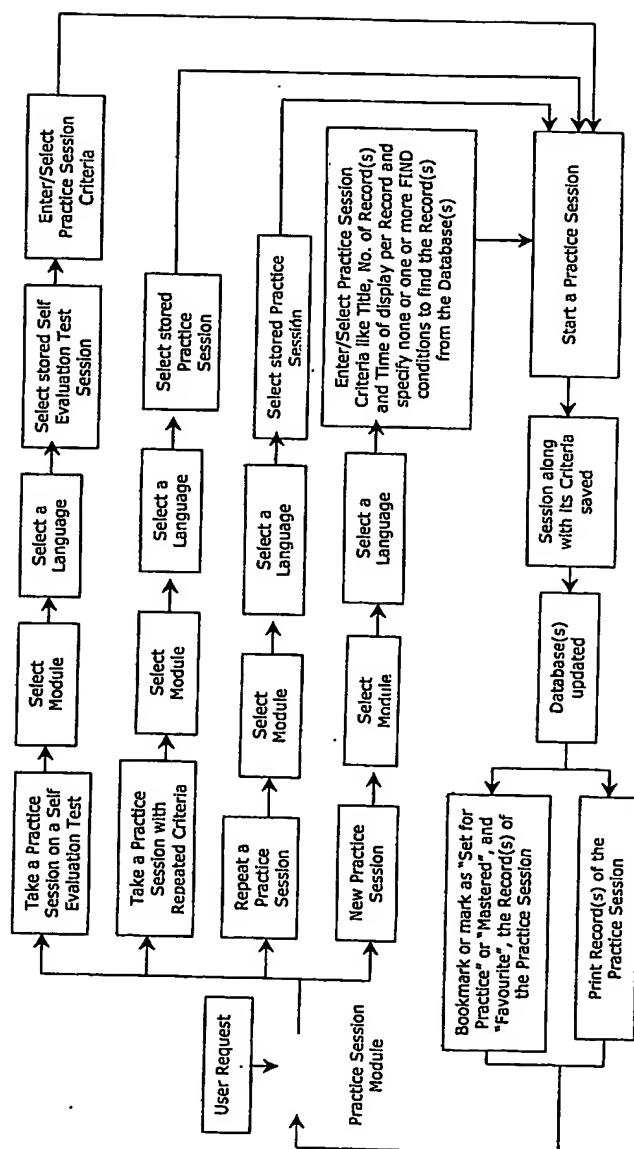 User Request
Practice Session
Module
Take a Practice
Session on a Self
Evaluation Test
Select
Module
Select a
Language
Select stored Self
Evaluation Test
Session
Enter/Select
Practice Session
Criteria
Take a Practice
Session with
Repeated Criteria
Select
Module
Select a
Language
Select stored
Practice
Session
Repeat a
Practice
Session
Select
Module
Select a
Language
Select stored Practice
Session
New Practice
Session
Select
Module
Select a
Language
Enter/Select Practice Session
Criteria like Title, No. of Record(s)
and Time of display per Record and
specify none or one or more FIND
conditions to find the Record(s)
from the Database(s)
Start a Practice Session
Session along
with Its Criteria
saved
Database(s)
updated
Bookmark or mark as "Set for
Practice" or "Mastered", and
"Favourite", the Record(s) of
the Practice Session
Print Record(s) of the
Practice Session